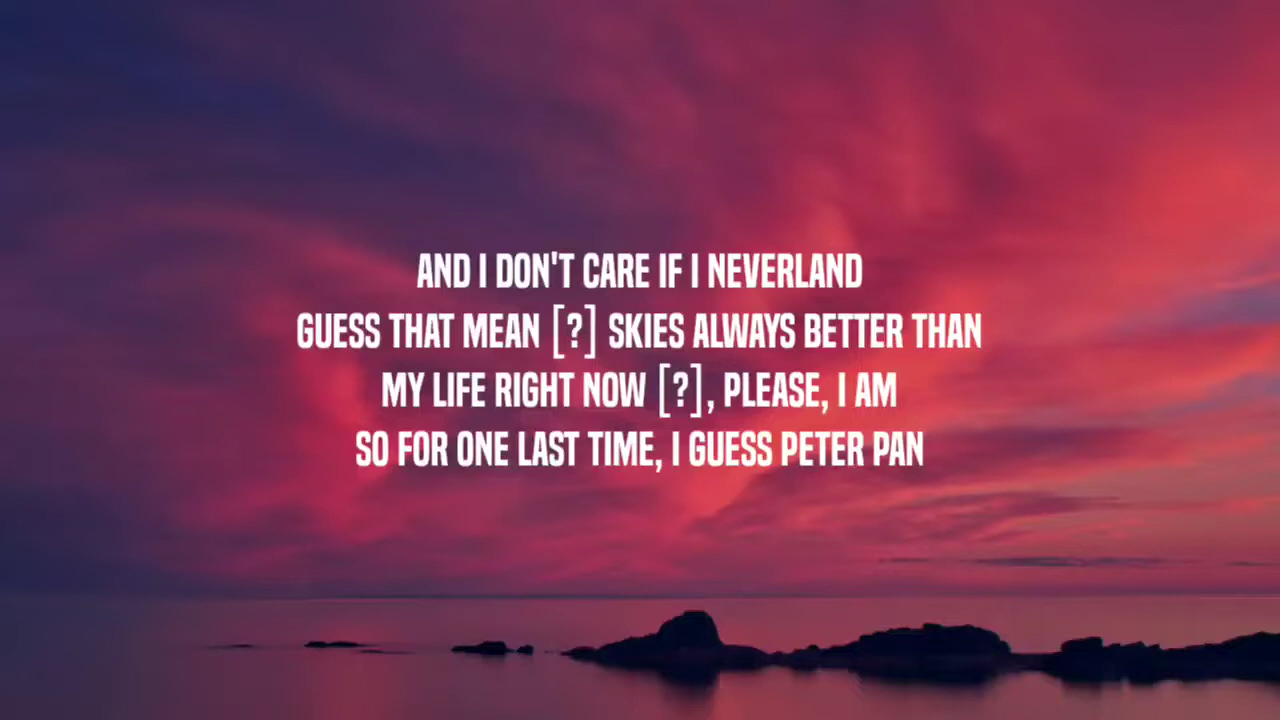 AND I DON'T CARE IF I NEVERLAND
GUESS THAT MEAN [?] SKIES ALWAYS BETTER THAN
MY LIFE RIGHT NOW [?], PLEASE, I AM
SO FOR ONE LAST TIME, I GUESS PETER PAN